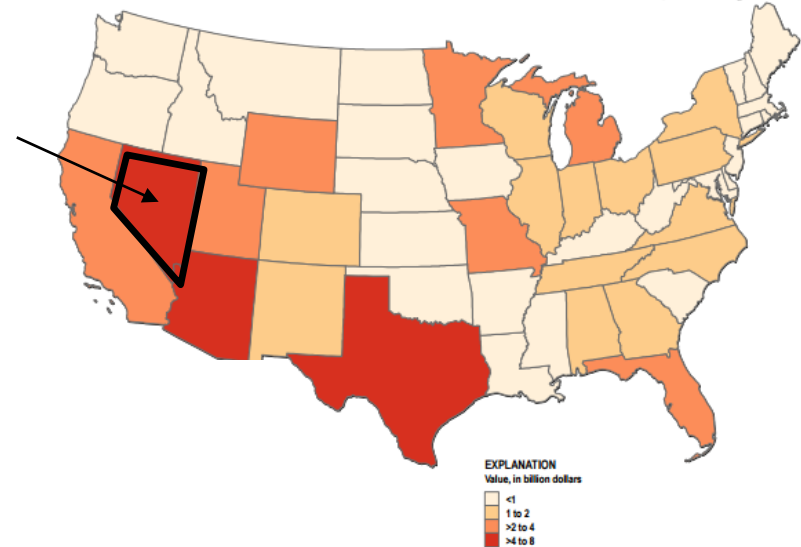 EXPLANATION
Value, in billion dollars
<1
1 to 2
>2 to 4
>4 to 8